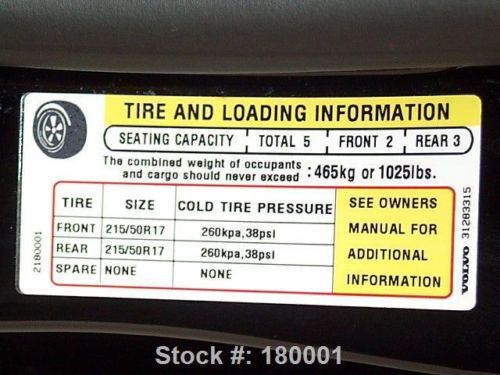 TIRE AND LOADING INFORMATION
SEATING CAPACITY TOTAL 5 FRONT 2 REAR 3
The combined weight of occupants
and cargo should never exceed :465kg or 1025lbs.
TIRE SIZE COLD TIRE PRESSURE
FRONT 215/50R17 260kpa,38psi
REAR 215/50R17 260kpa,38psi
SPARE NONE NONE
SEE OWNERS
MANUAL FOR
ADDITIONAL
INFORMATION
2180001
VOLVO 31283315
Stock #: 180001